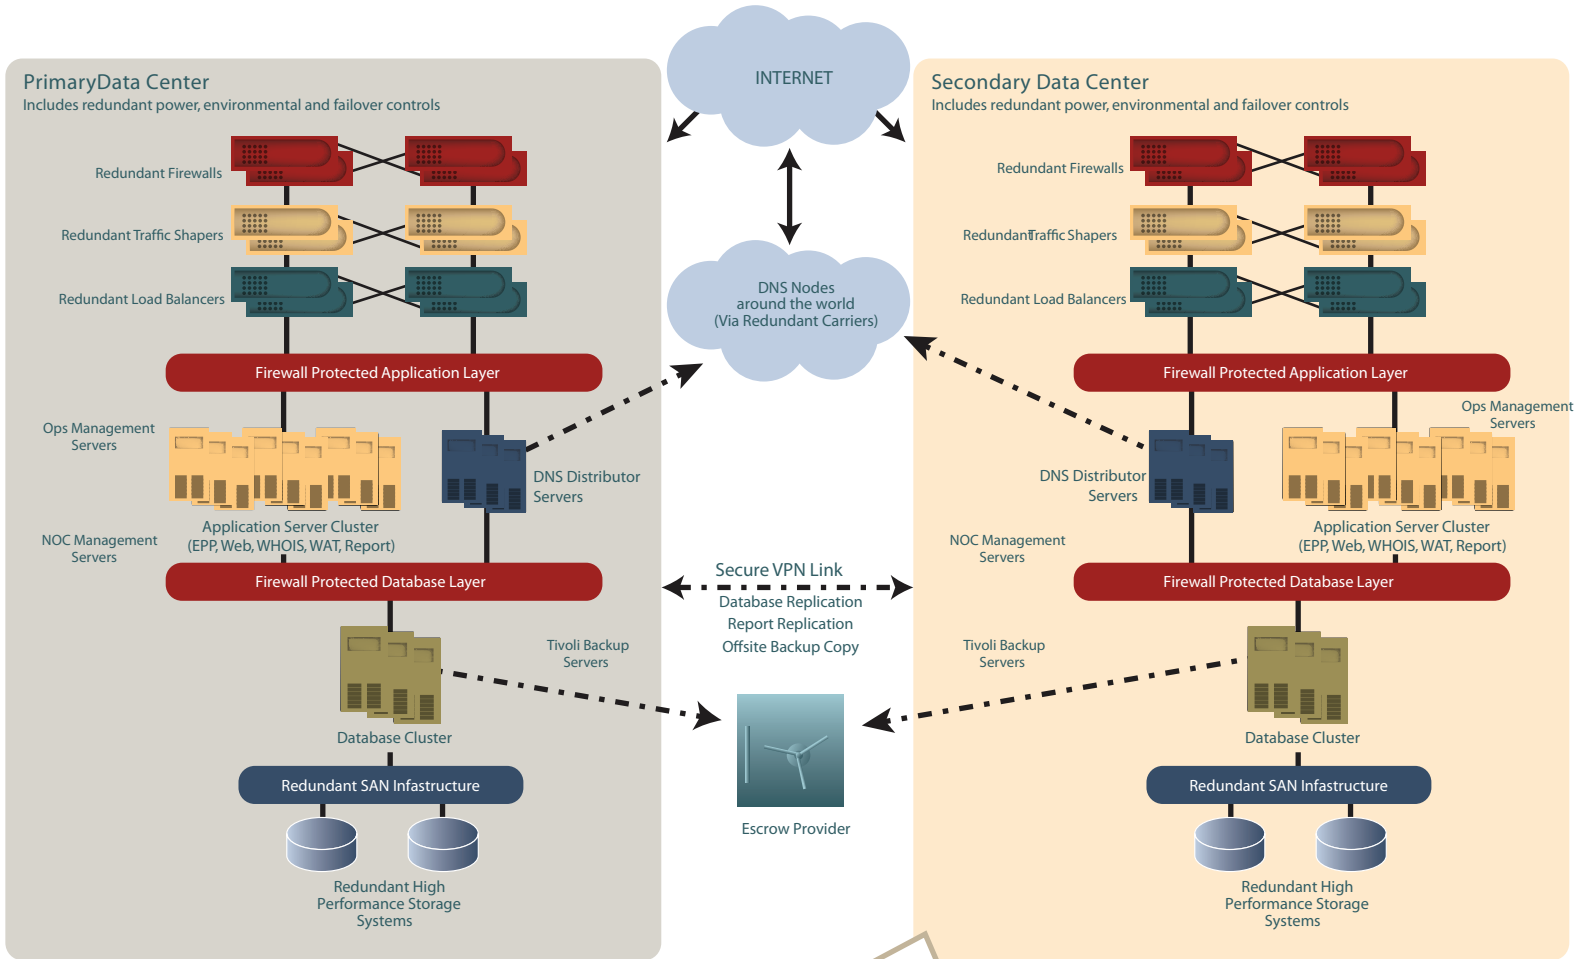 INTERNET
PrimaryData Center
Includes redundant power, environmental and failover controls
Redundant Firewalls
Redundant Traffic Shapers
Redundant Load Balancers
Firewall Protected Application Layer
Ops Management
Servers
DNS Distributor
Servers
Application Server Cluster
(EPP, Web, WHOIS, WAT, Report)
NOC Management
Servers
Firewall Protected Database Layer
Tivoli Backup
Servers
Database Cluster
Redundant SAN Infastructure
Redundant High
Performance Storage
Systems
DNS Nodes
around the world
(Via Redundant Carriers)
Secure VPN Link
Database Replication
Report Replication
Offsite Backup Copy
Escrow Provider
Secondary Data Center
Includes redundant power, environmental and failover controls
Redundant Firewalls
RedundantTraffic Shapers
Redundant Load Balancers
Firewall Protected Application Layer
Ops Management
Servers
DNS Distributor
Servers
Application Server Cluster
(EPP, Web, WHOIS, WAT, Report)
NOC Management
Servers
Firewall Protected Database Layer
Tivoli Backup
Servers
Database Cluster
Redundant SAN Infastructure
Redundant High
Performance Storage
Systems